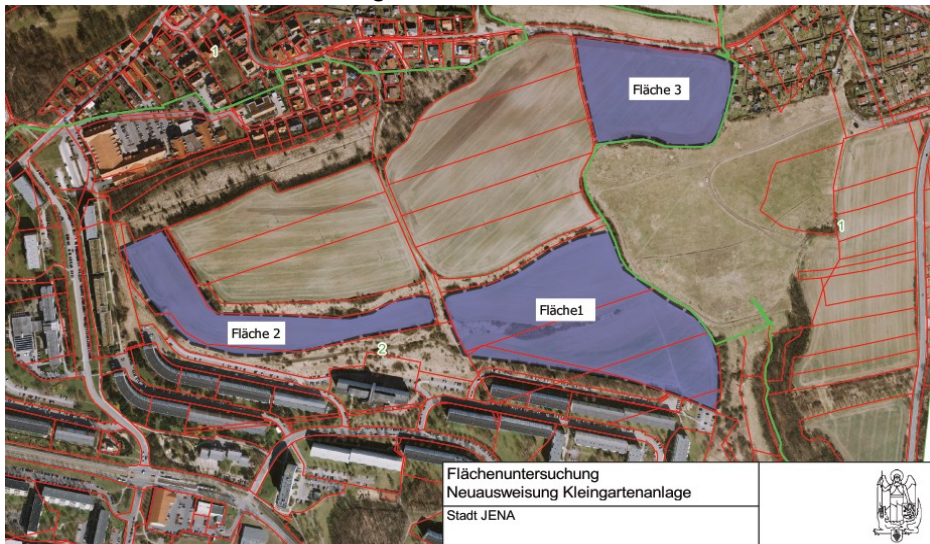 1
Fläche 3
1
Fläche1
Fläche 2
2
Flächenuntersuchung
Neuausweisung Kleingartenanlage
Stadt JENA